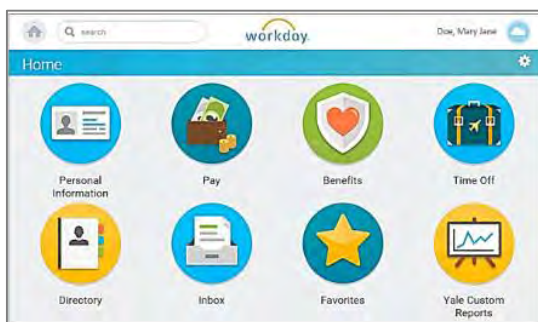 search
workday.
Doe, Mary Jane
Home
Personal
Information
Pay
Benefits
Time Off
Directory
Inbox
Favorites
Yale Custom
Reports